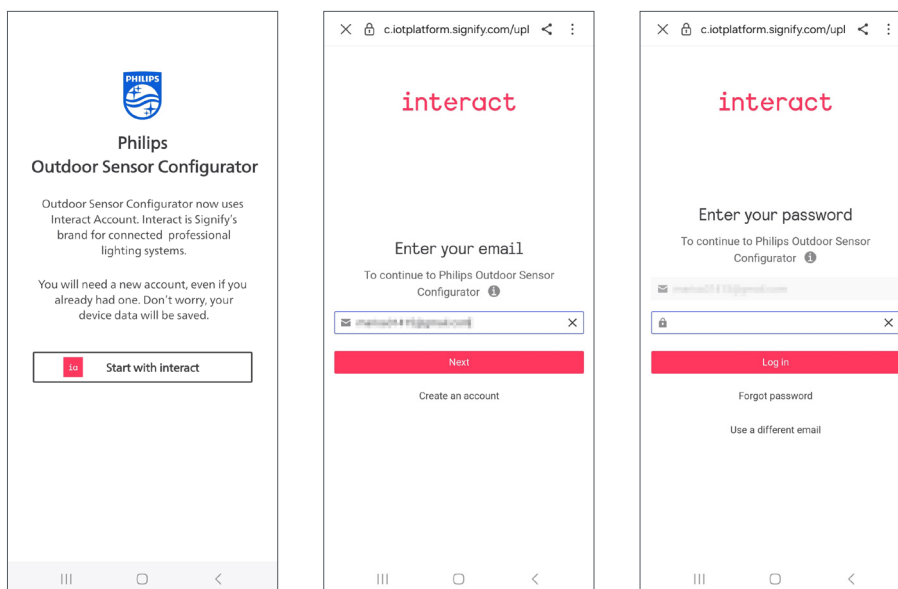 PHILIPS
Philips
Outdoor Sensor Configurator
Outdoor Sensor Configurator now uses
Interact Account. Interact is Signify's
brand for connected professional
lighting systems.
You will need a new account, even if you
already had one. Don't worry, your
device data will be saved.
ia
Start with interact
c.iotplatform.signify.com/upl
interact
Enter your email
To continue to Philips Outdoor Sensor
Configurator
Next
Create an account
c.iotplatform.signify.com/upl
interact
Enter your password
To continue to Philips Outdoor Sensor
Configurator
Log in
Forgot password
Use a different email